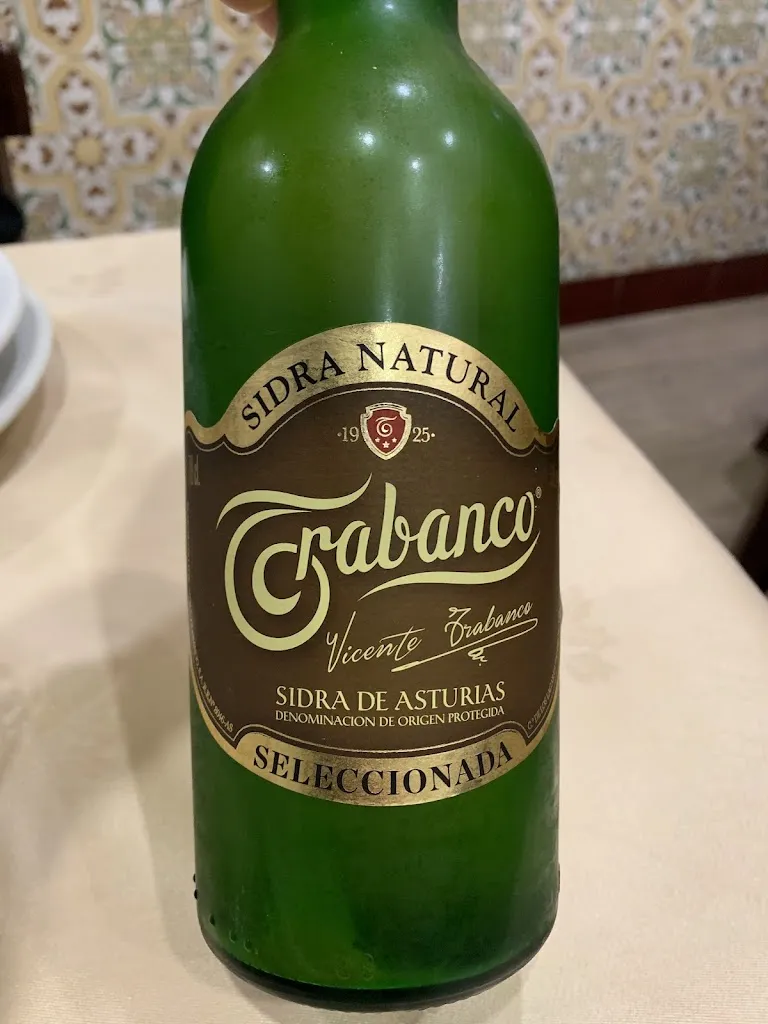 SIDRA NATURAL
·19 25·
Trabanco®
Vicente Trabanco
SIDRA DE ASTURIAS
DENOMINACION DE ORIGEN PROTEGIDA
SELECCIONADA